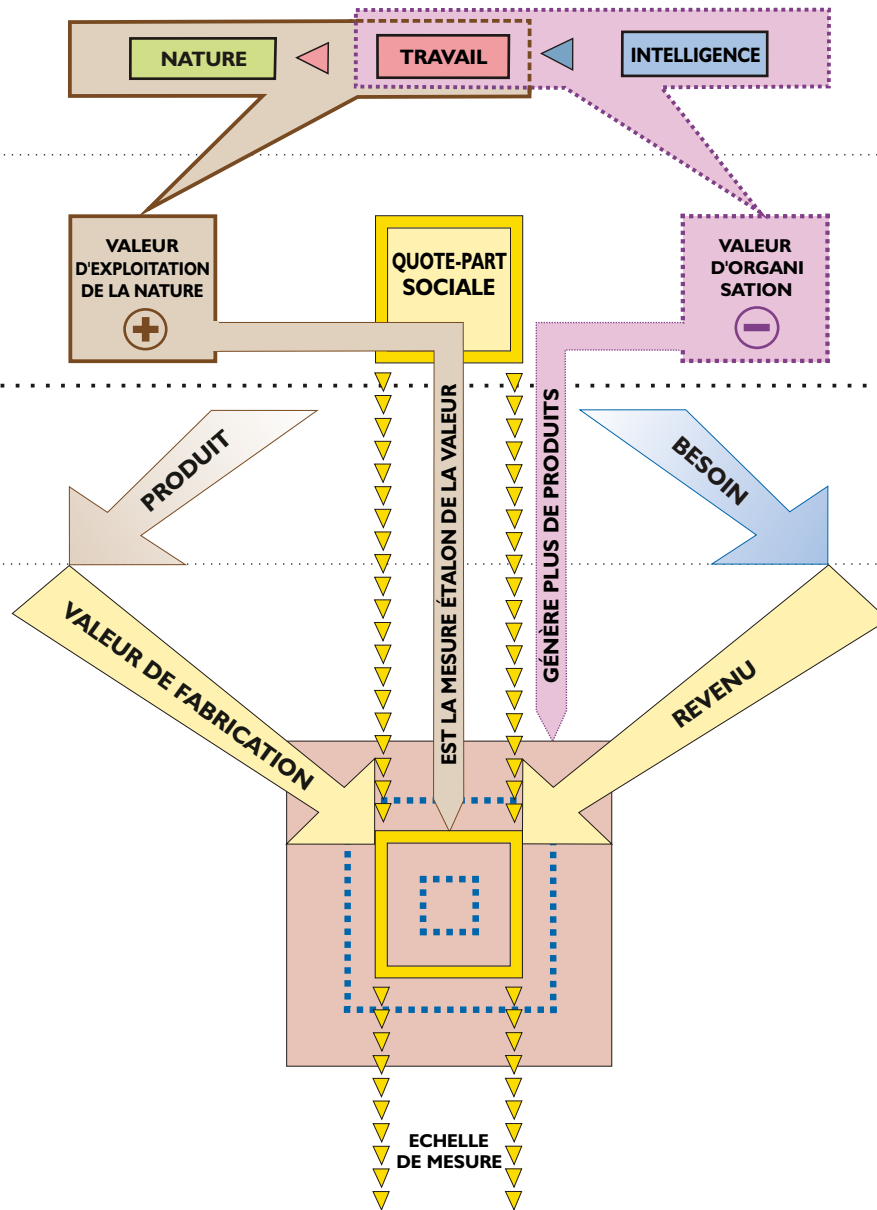 NATURE
TRAVAIL
INTELLIGENCE
VALEUR
D'EXPLOITATION
DE LA NATURE
+
QUOTE-PART
SOCIALE
VALEUR
D'ORGANI
SATION
−
PRODUIT
EST LA MESURE ÉTALON DE LA VALEUR
GÉNÈRE PLUS DE PRODUITS
BESOIN
VALEUR DE FABRICATION
REVENU
ECHELLE
DE MESURE